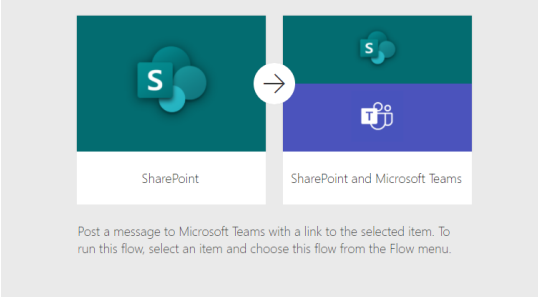 S
S
T
SharePoint
SharePoint and Microsoft Teams
Post a message to Microsoft Teams with a link to the selected item. To
run this flow, select an item and choose this flow from the Flow menu.